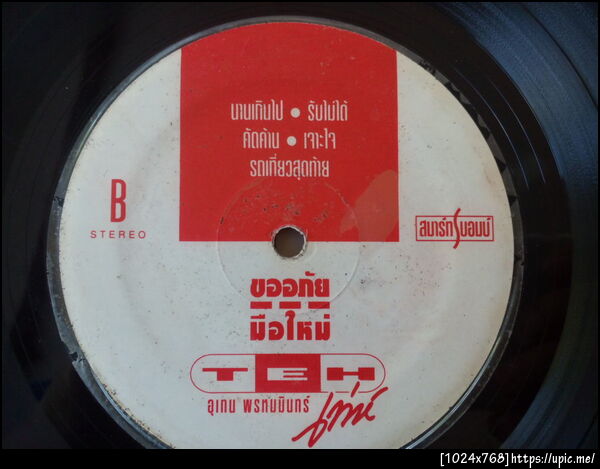 นานเกินไป ● รับไม่ได้
คัดค้าน ● เจาะใจ
รถเที่ยวสุดท้าย
B
STEREO
สมาร์ทบอมบ์
ขออภัย
มือใหม่
TEH
อุเทน พรหมมินทร์
เท่ห์
[1024x768]https://upic.me/